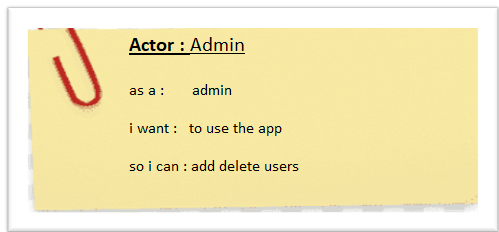 Actor : Admin
as a : admin
i want : to use the app
so i can : add delete users